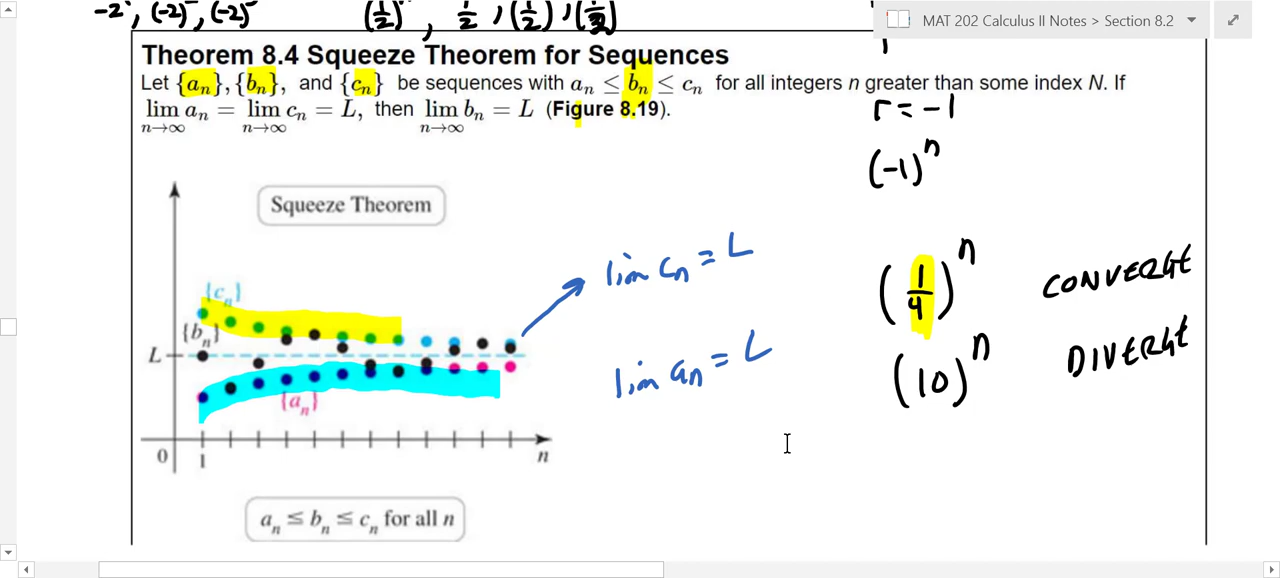 -2, (-2), (-2)
(1/2), 1/2, (1/2), (1/2)
MAT 202 Calculus II Notes > Section 8.2
Theorem 8.4 Squeeze Theorem for Sequences
Let {aₙ}, {bₙ}, and {cₙ} be sequences with aₙ ≤ bₙ ≤ cₙ for all integers n greater than some index N. If
lim aₙ = lim cₙ = L, then lim bₙ = L (Figure 8.19).
n→∞ n→∞ n→∞
r = -1
(-1)ⁿ
Squeeze Theorem
lim cₙ = L
(1/4)ⁿ CONVERGE
{cₙ}
{bₙ}
L
lim aₙ = L
(10)ⁿ DIVERGE
{aₙ}
0 1 n
aₙ ≤ bₙ ≤ cₙ for all n